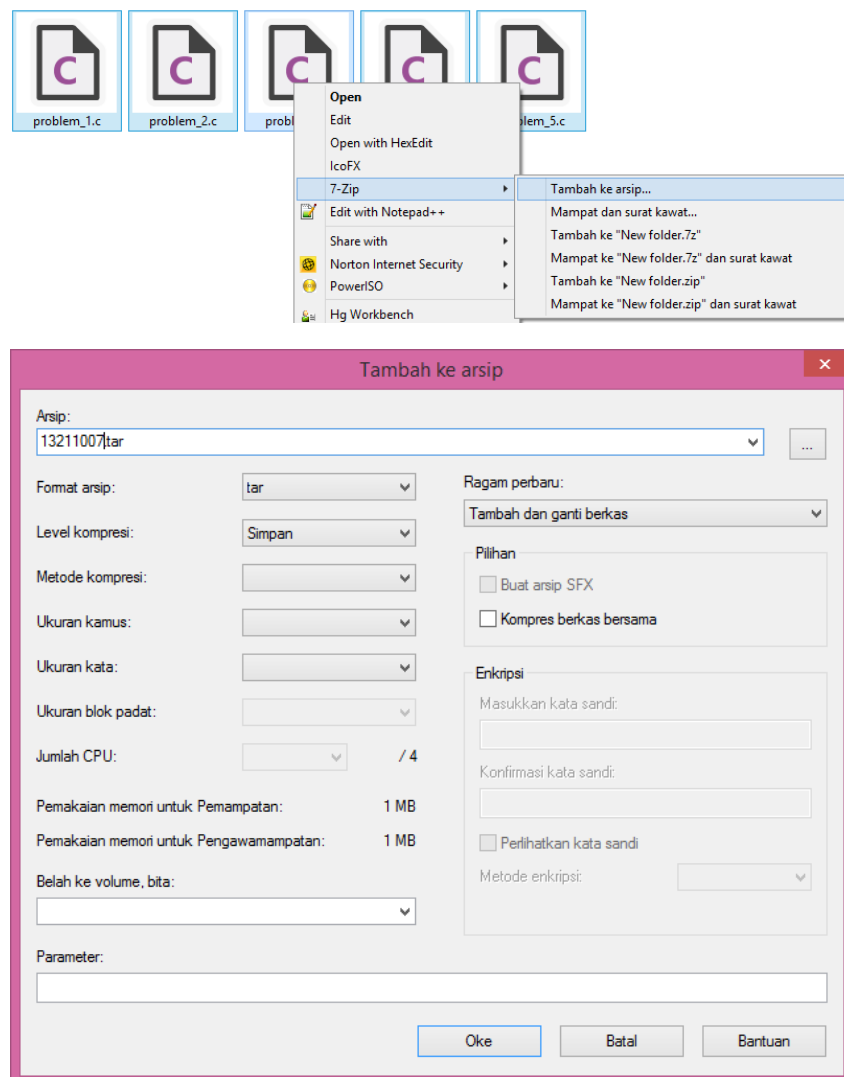 C C C C C
problem_1.c problem_2.c prob lem_5.c
Open
Edit
Open with HexEdit
IcoFX
7-Zip
Edit with Notepad++
Share with
Norton Internet Security
PowerISO
Hg Workbench
Tambah ke arsip...
Mampat dan surat kawat...
Tambah ke "New folder.7z"
Mampat ke "New folder.7z" dan surat kawat
Tambah ke "New folder.zip"
Mampat ke "New folder.zip" dan surat kawat
Tambah ke arsip
Arsip:
13211007.tar
...
Format arsip: tar
Level kompresi: Simpan
Metode kompresi:
Ukuran kamus:
Ukuran kata:
Ukuran blok padat:
Jumlah CPU: / 4
Pemakaian memori untuk Pemampatan: 1 MB
Pemakaian memori untuk Pengawamampatan: 1 MB
Belah ke volume, bita:
Ragam perbaru:
Tambah dan ganti berkas
Pilihan
Buat arsip SFX
Kompres berkas bersama
Enkripsi
Masukkan kata sandi:
Konfirmasi kata sandi:
Perlihatkan kata sandi
Metode enkripsi:
Parameter:
Oke Batal Bantuan